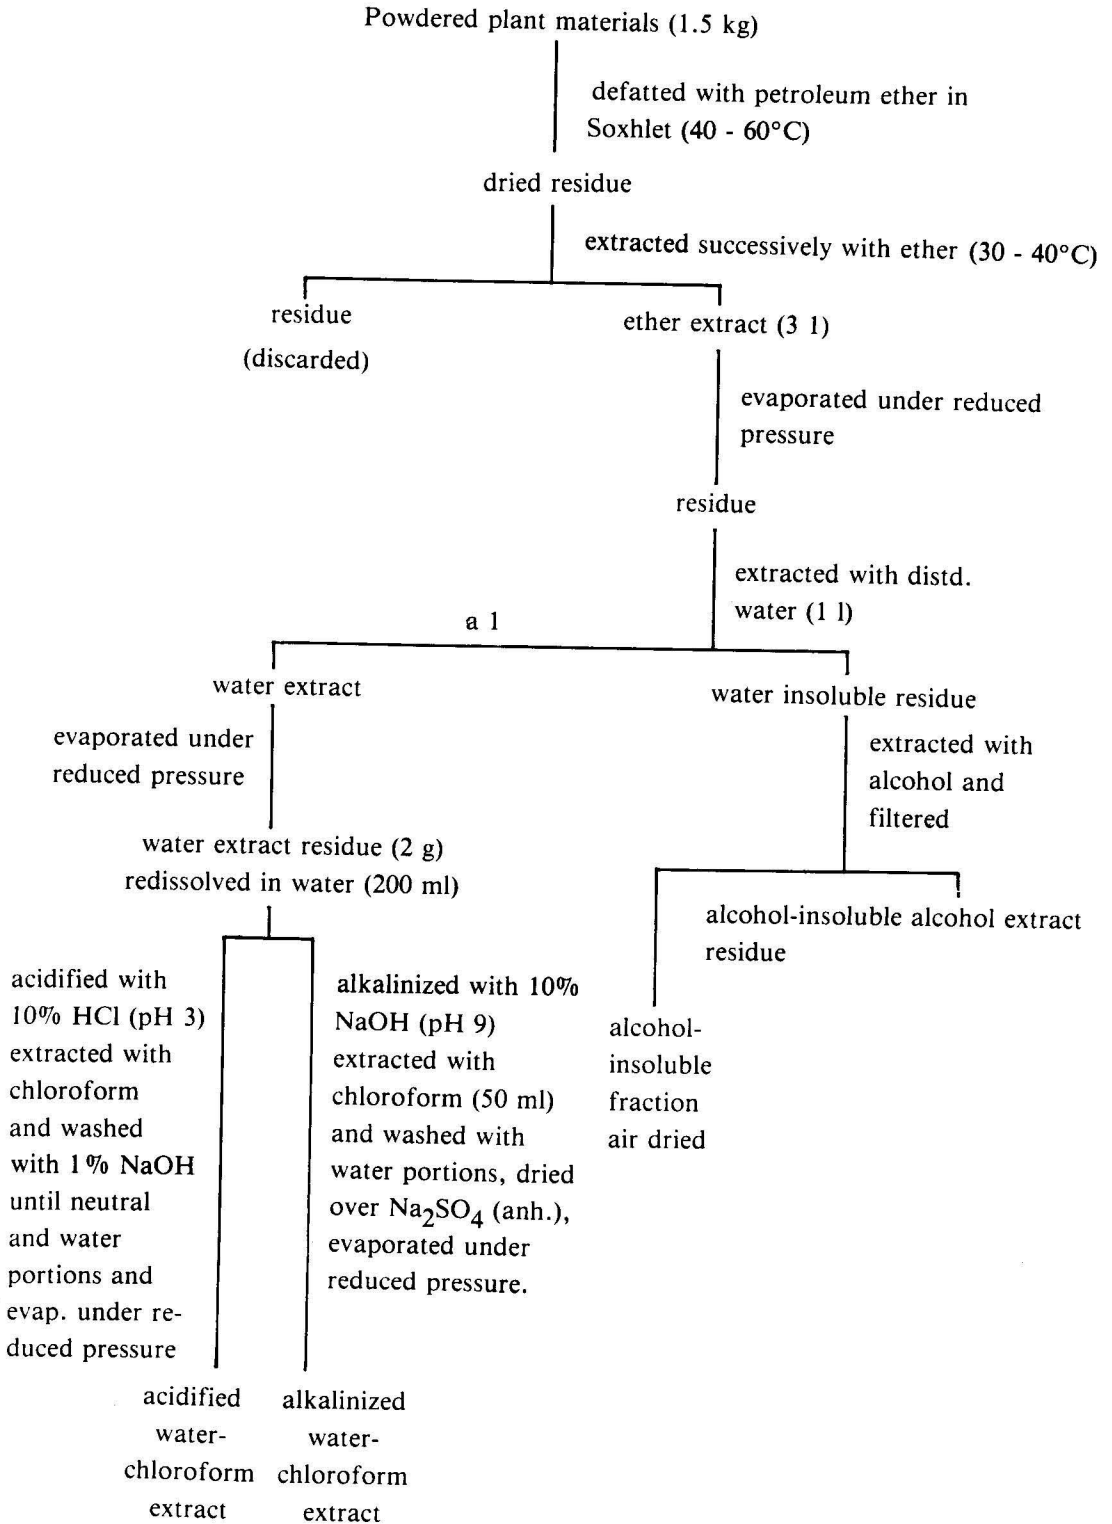 Powdered plant materials (1.5 kg)
defatted with petroleum ether in
Soxhlet (40 - 60°C)
dried residue
extracted successively with ether (30 - 40°C)
residue
(discarded)
ether extract (3 l)
evaporated under reduced
pressure
residue
extracted with distd.
water (1 l)
a l
water extract
water insoluble residue
evaporated under
reduced pressure
extracted with
alcohol and
filtered
water extract residue (2 g)
redissolved in water (200 ml)
alcohol-insoluble alcohol extract
residue
acidified with
10% HCl (pH 3)
extracted with
chloroform
and washed
with 1% NaOH
until neutral
and water
portions and
evap. under re-
duced pressure
alkalinized with 10%
NaOH (pH 9)
extracted with
chloroform (50 ml)
and washed with
water portions, dried
over Na2SO4 (anh.),
evaporated under
reduced pressure.
alcohol-
insoluble
fraction
air dried
acidified
water-
chloroform
extract
alkalinized
water-
chloroform
extract